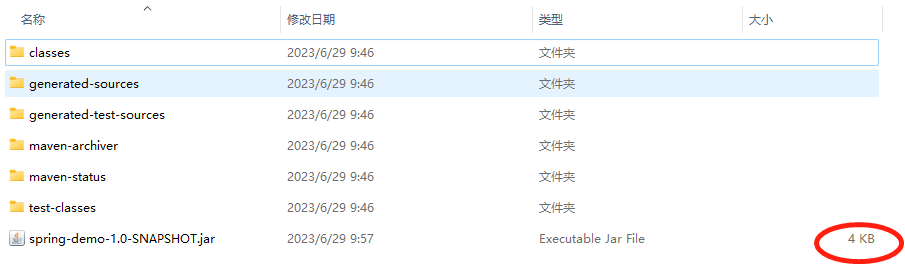 名称 修改日期 类型 大小
classes 2023/6/29 9:46 文件夹
generated-sources 2023/6/29 9:46 文件夹
generated-test-sources 2023/6/29 9:46 文件夹
maven-archiver 2023/6/29 9:46 文件夹
maven-status 2023/6/29 9:46 文件夹
test-classes 2023/6/29 9:46 文件夹
spring-demo-1.0-SNAPSHOT.jar 2023/6/29 9:57 Executable Jar File 4 KB